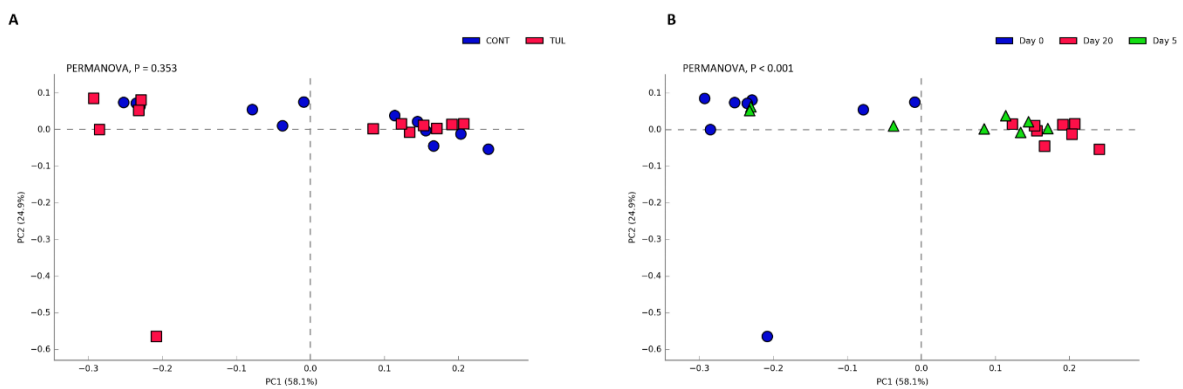 A
CONT
TUL
PERMANOVA, P = 0.353
0.1
0.0
−0.1
−0.2
−0.3
−0.4
−0.5
−0.6
PC2 (24.9%)
−0.3
−0.2
−0.1
0.0
0.1
0.2
PC1 (58.1%)
B
Day 0
Day 20
Day 5
PERMANOVA, P < 0.001
0.1
0.0
−0.1
−0.2
−0.3
−0.4
−0.5
−0.6
PC2 (24.9%)
−0.3
−0.2
−0.1
0.0
0.1
0.2
PC1 (58.1%)